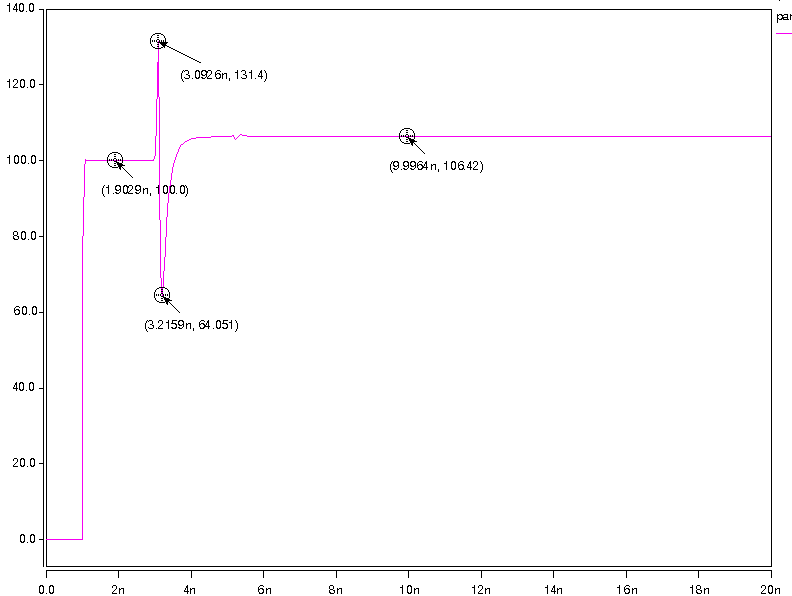 140.0
par
(3.0926n, 131.4)
120.0
100.0
(9.9964n, 106.42)
(1.9029n, 100.0)
80.0
60.0
(3.2159n, 64.051)
40.0
20.0
0.0
0.0 2n 4n 6n 8n 10n 12n 14n 16n 18n 20n